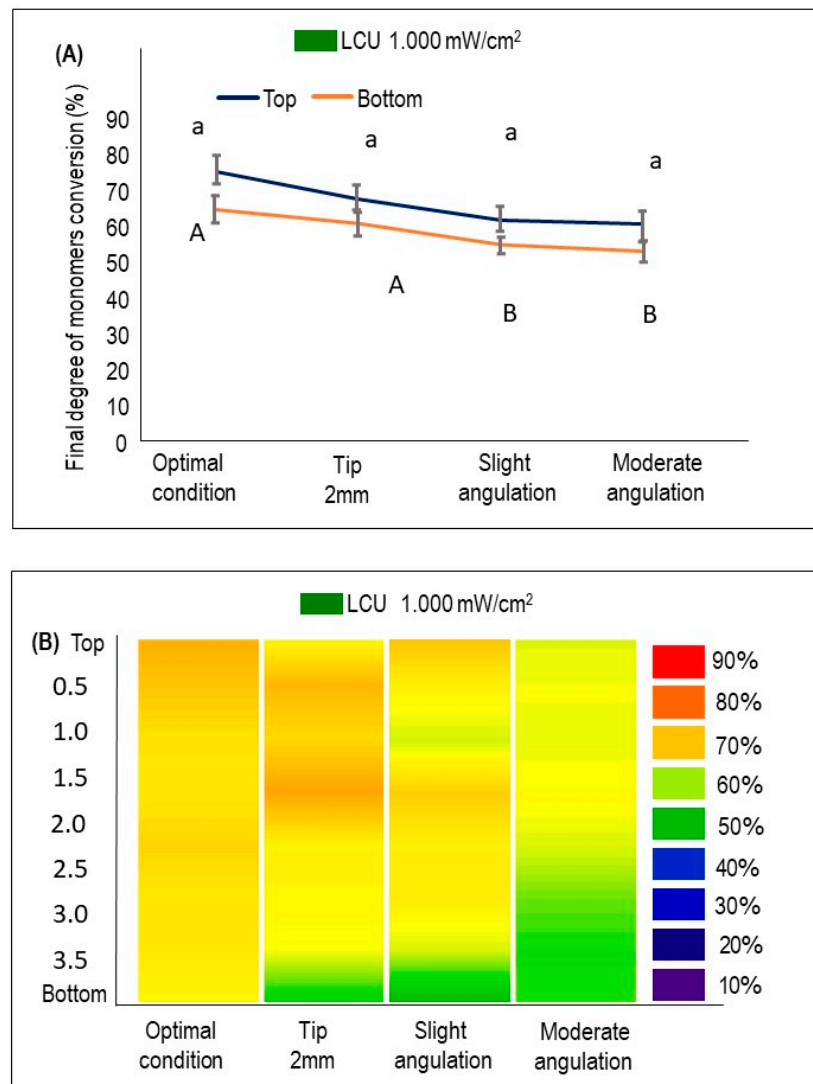 (A)
LCU 1.000 mW/cm²
Top
Bottom
Final degree of monomers conversion (%)
90
80
70
60
50
40
30
20
10
0
a
a
a
a
A
A
B
B
Optimal
condition
Tip
2mm
Slight
angulation
Moderate
angulation
LCU 1.000 mW/cm²
(B) Top
0.5
1.0
1.5
2.0
2.5
3.0
3.5
Bottom
90%
80%
70%
60%
50%
40%
30%
20%
10%
Optimal
condition
Tip
2mm
Slight
angulation
Moderate
angulation